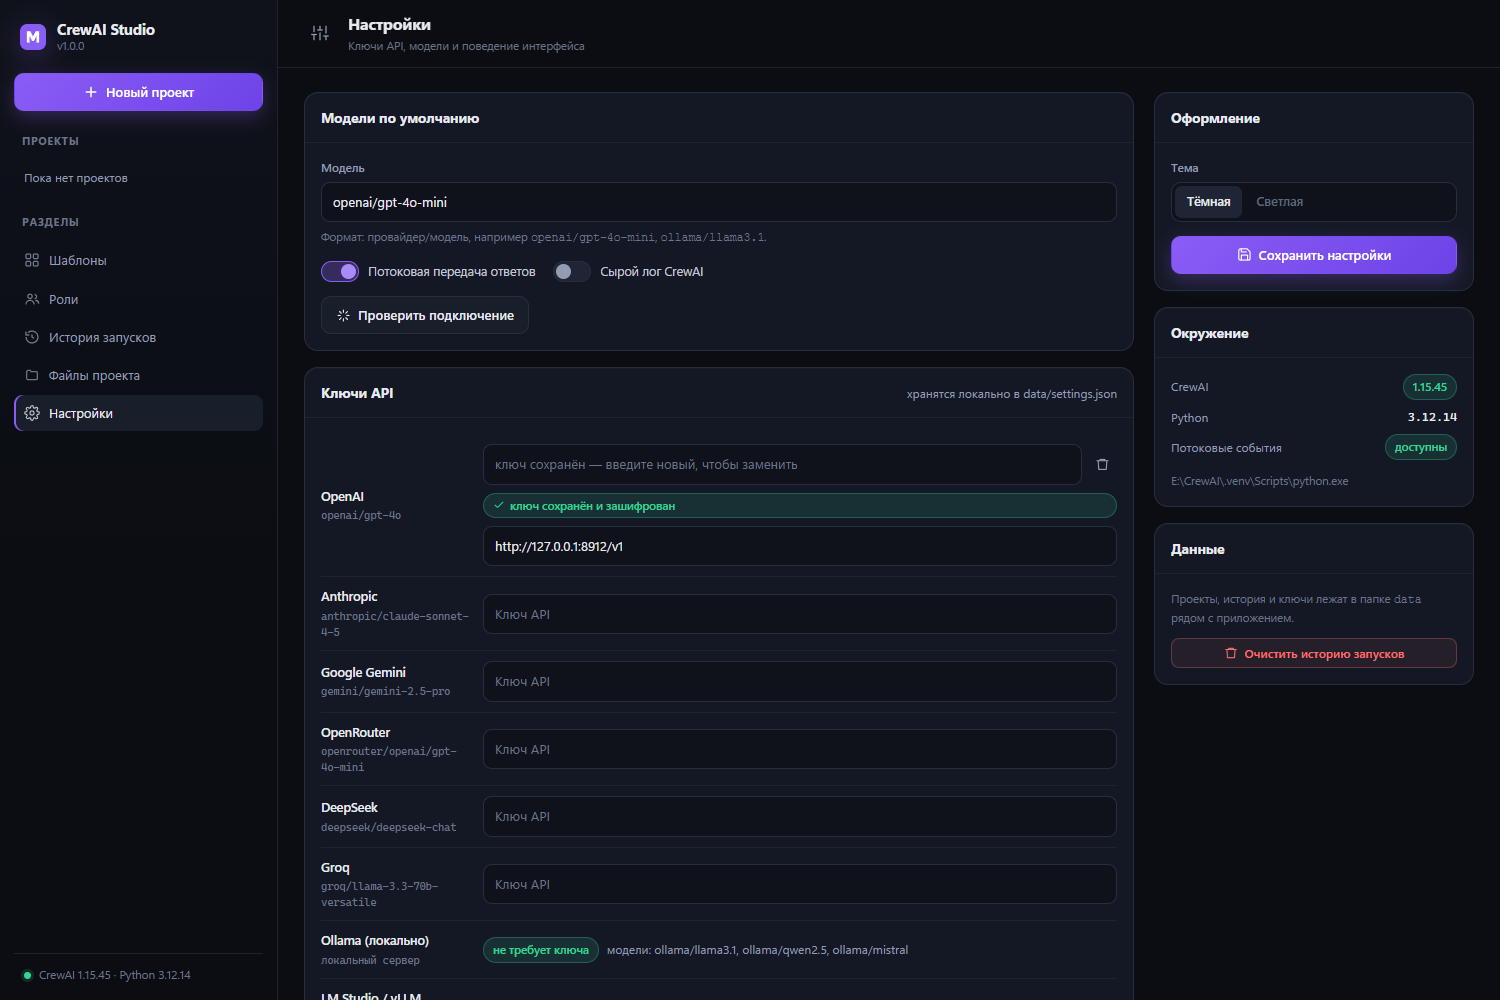 M
CrewAI Studio
v1.0.0
Новый проект
ПРОЕКТЫ
Пока нет проектов
РАЗДЕЛЫ
Шаблоны
Роли
История запусков
Файлы проекта
Настройки
CrewAI 1.15.45 · Python 3.12.14
Настройки
Ключи API, модели и поведение интерфейса
Модели по умолчанию
Модель
openai/gpt-4o-mini
Формат: провайдер/модель, например openai/gpt-4o-mini, ollama/llama3.1.
Потоковая передача ответов
Сырой лог CrewAI
Проверить подключение
Ключи API
хранятся локально в data/settings.json
OpenAI
openai/gpt-4o
ключ сохранён — введите новый, чтобы заменить
ключ сохранён и зашифрован
http://127.0.0.1:8912/v1
Anthropic
anthropic/claude-sonnet-
4-5
Ключ API
Google Gemini
gemini/gemini-2.5-pro
Ключ API
OpenRouter
openrouter/openai/gpt-
4o-mini
Ключ API
DeepSeek
deepseek/deepseek-chat
Ключ API
Groq
groq/llama-3.3-70b-
versatile
Ключ API
Ollama (локально)
локальный сервер
не требует ключа
модели: ollama/llama3.1, ollama/qwen2.5, ollama/mistral
LM Studio / vLLM
Оформление
Тема
Тёмная
Светлая
Сохранить настройки
Окружение
CrewAI
1.15.45
Python
3.12.14
Потоковые события
доступны
E:\CrewAI\.venv\Scripts\python.exe
Данные
Проекты, история и ключи лежат в папке data
рядом с приложением.
Очистить историю запусков